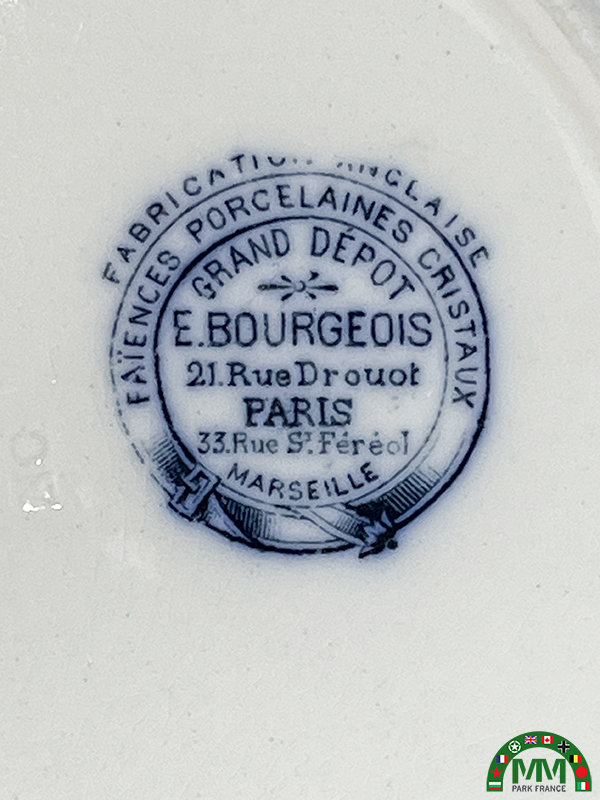 FABRICATION ANGLAISE
FAÏENCES PORCELAINES CRISTAUX
GRAND DÉPOT
E. BOURGEOIS
21. Rue Drouot
PARIS
33. Rue St. Féréol
MARSEILLE
MM
PARK FRANCE